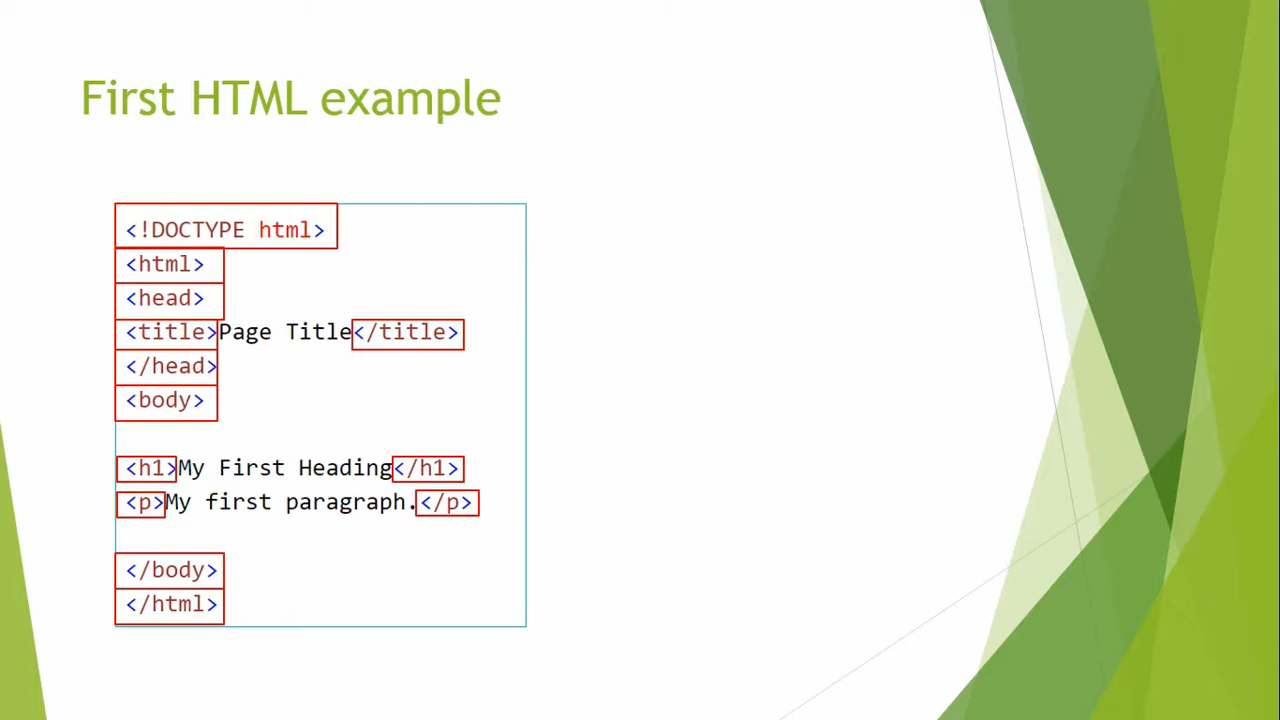 First HTML example
<!DOCTYPE html>
<html>
<head>
<title>Page Title</title>
</head>
<body>
<h1>My First Heading</h1>
<p>My first paragraph.</p>
</body>
</html>